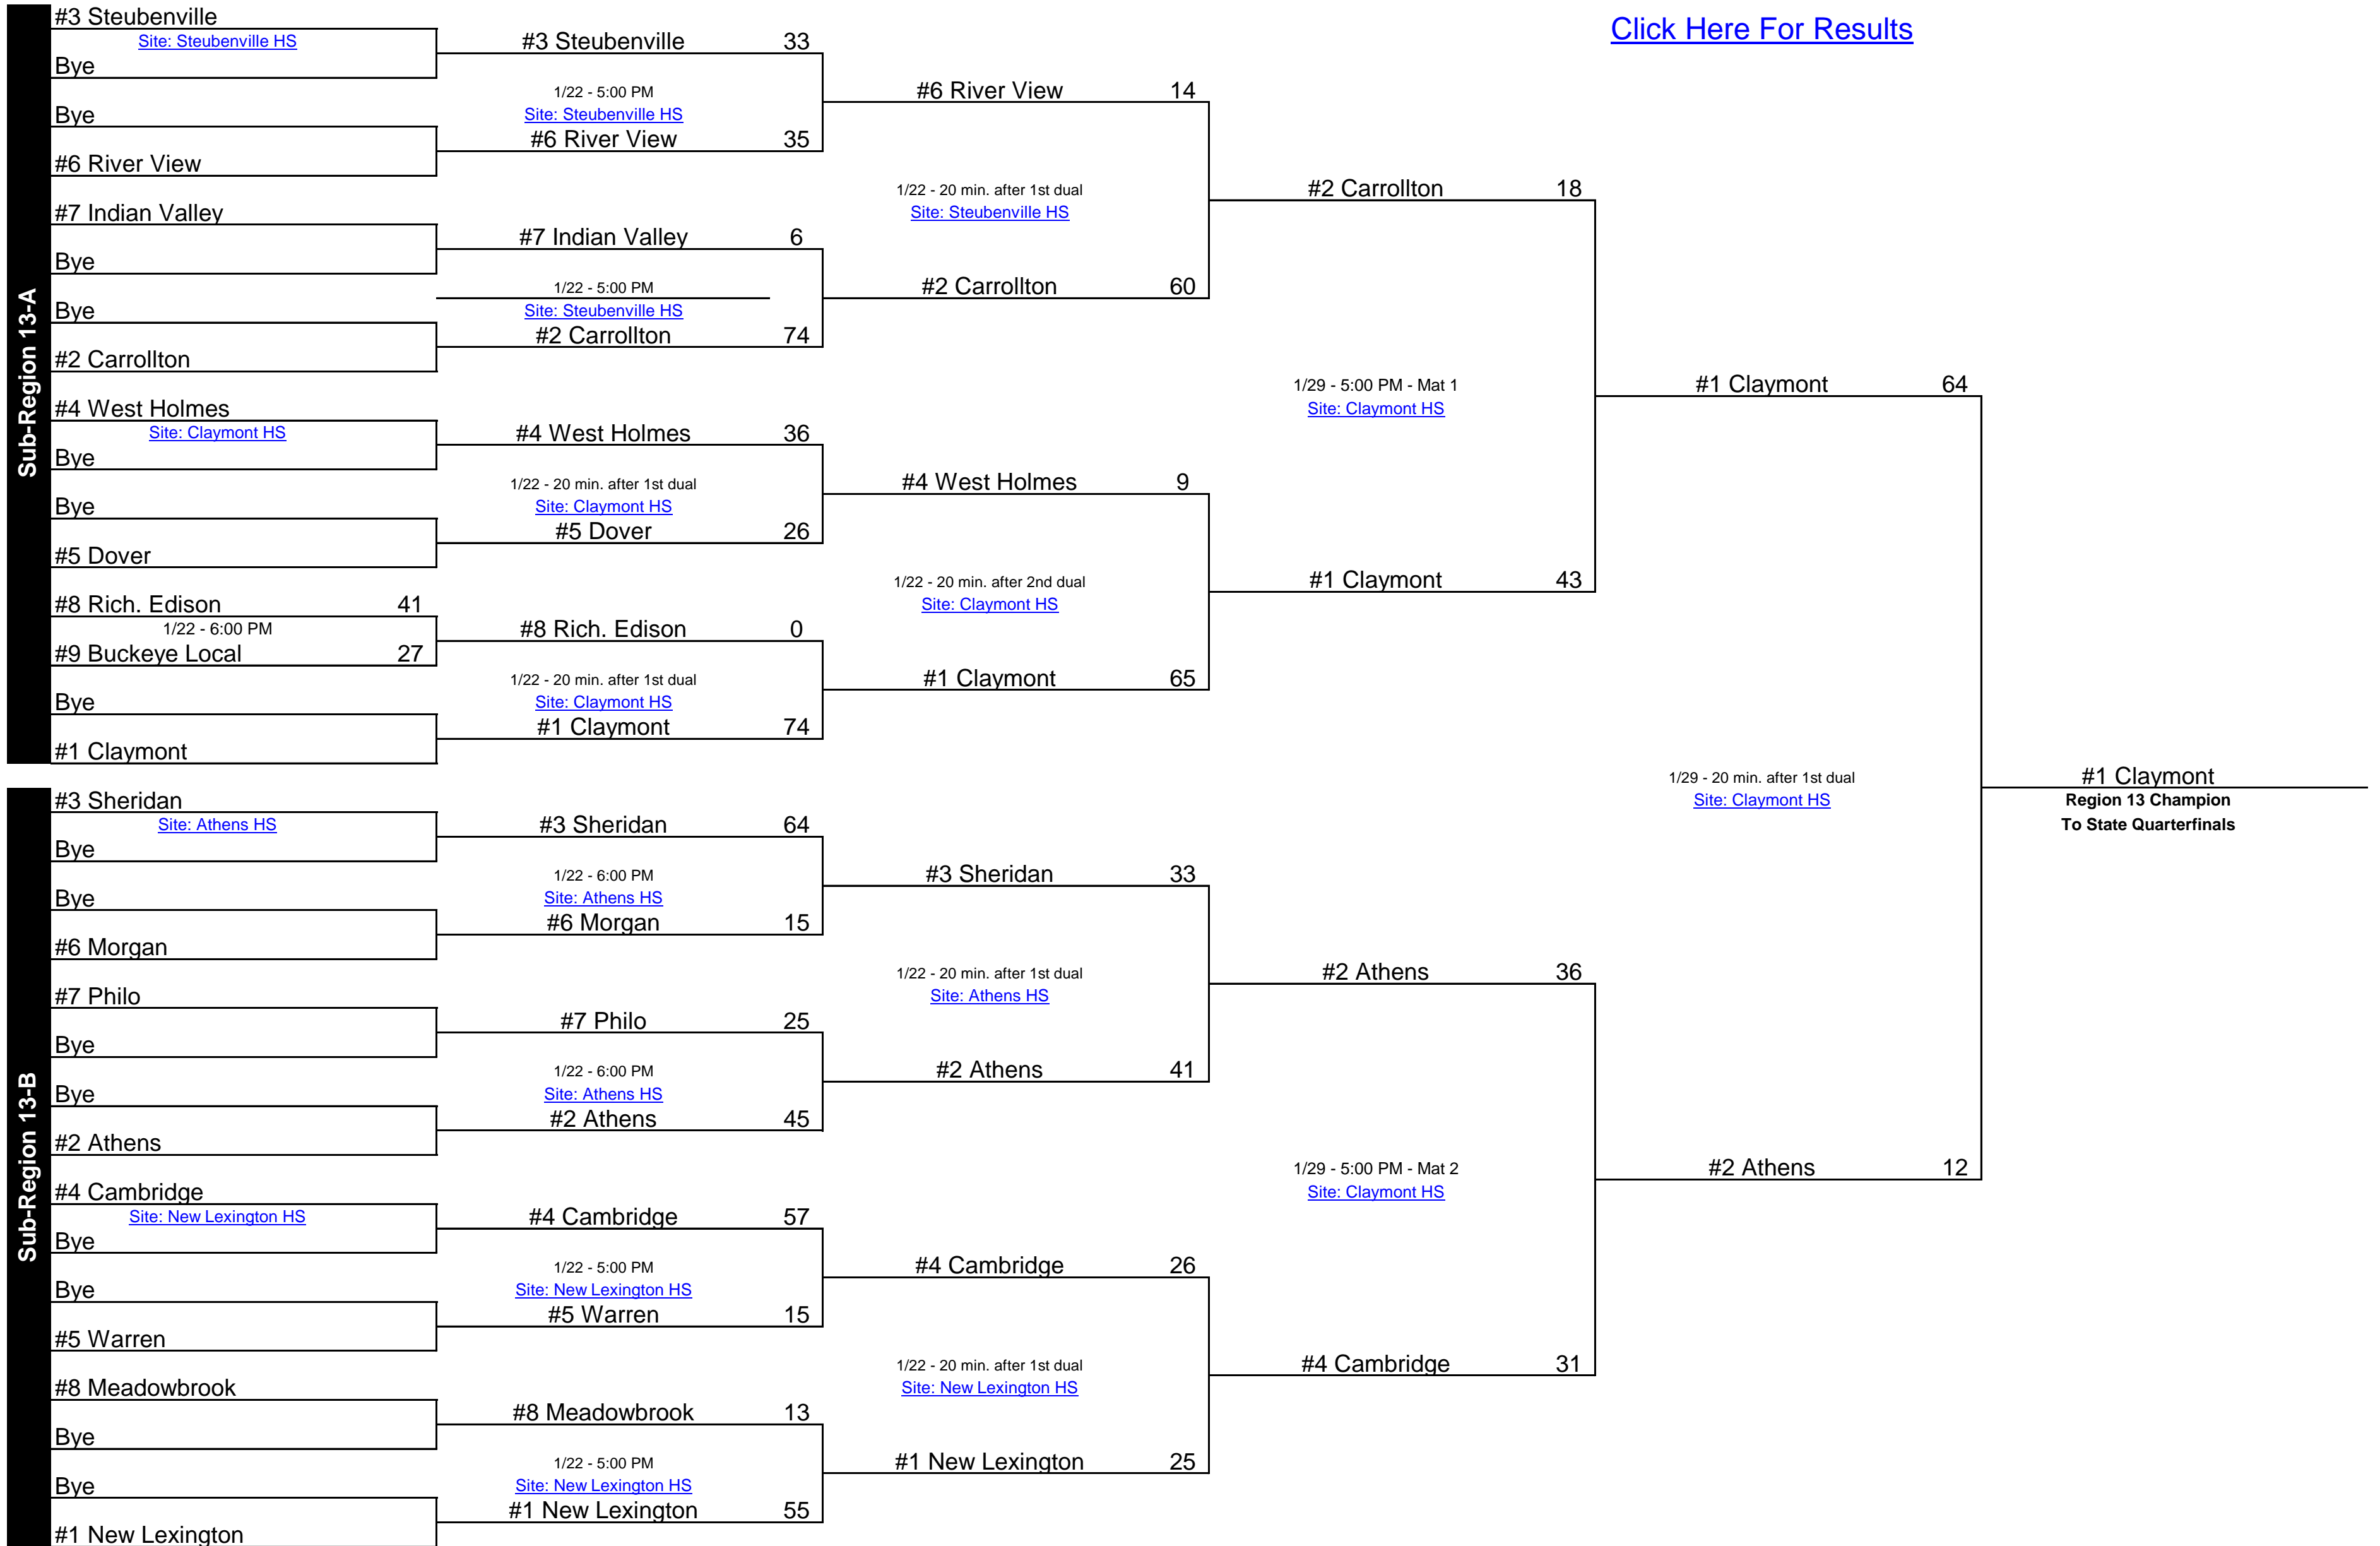 Click Here For Results
Sub-Region 13-A
#3 Steubenville
Site: Steubenville HS
Bye
Bye
#6 River View
#7 Indian Valley
Bye
Bye
#2 Carrollton
#4 West Holmes
Site: Claymont HS
Bye
Bye
#5 Dover
#8 Rich. Edison 41
1/22 - 6:00 PM
#9 Buckeye Local 27
Bye
#1 Claymont
#3 Steubenville 33
1/22 - 5:00 PM
Site: Steubenville HS
#6 River View 35
#7 Indian Valley 6
1/22 - 5:00 PM
Site: Steubenville HS
#2 Carrollton 74
#4 West Holmes 36
1/22 - 20 min. after 1st dual
Site: Claymont HS
#5 Dover 26
#8 Rich. Edison 0
1/22 - 20 min. after 1st dual
Site: Claymont HS
#1 Claymont 74
#6 River View 14
1/22 - 20 min. after 1st dual
Site: Steubenville HS
#2 Carrollton 60
#4 West Holmes 9
1/22 - 20 min. after 2nd dual
Site: Claymont HS
#1 Claymont 65
#2 Carrollton 18
1/29 - 5:00 PM - Mat 1
Site: Claymont HS
#1 Claymont 43
Sub-Region 13-B
#3 Sheridan
Site: Athens HS
Bye
Bye
#6 Morgan
#7 Philo
Bye
Bye
#2 Athens
#4 Cambridge
Site: New Lexington HS
Bye
Bye
#5 Warren
#8 Meadowbrook
Bye
Bye
#1 New Lexington
#3 Sheridan 64
1/22 - 6:00 PM
Site: Athens HS
#6 Morgan 15
#7 Philo 25
1/22 - 6:00 PM
Site: Athens HS
#2 Athens 45
#4 Cambridge 57
1/22 - 5:00 PM
Site: New Lexington HS
#5 Warren 15
#8 Meadowbrook 13
1/22 - 5:00 PM
Site: New Lexington HS
#1 New Lexington 55
#3 Sheridan 33
1/22 - 20 min. after 1st dual
Site: Athens HS
#2 Athens 41
#4 Cambridge 26
1/22 - 20 min. after 1st dual
Site: New Lexington HS
#1 New Lexington 25
#2 Athens 36
1/29 - 5:00 PM - Mat 2
Site: Claymont HS
#4 Cambridge 31
#1 Claymont 64
1/29 - 20 min. after 1st dual
Site: Claymont HS
#2 Athens 12
#1 Claymont
Region 13 Champion
To State Quarterfinals